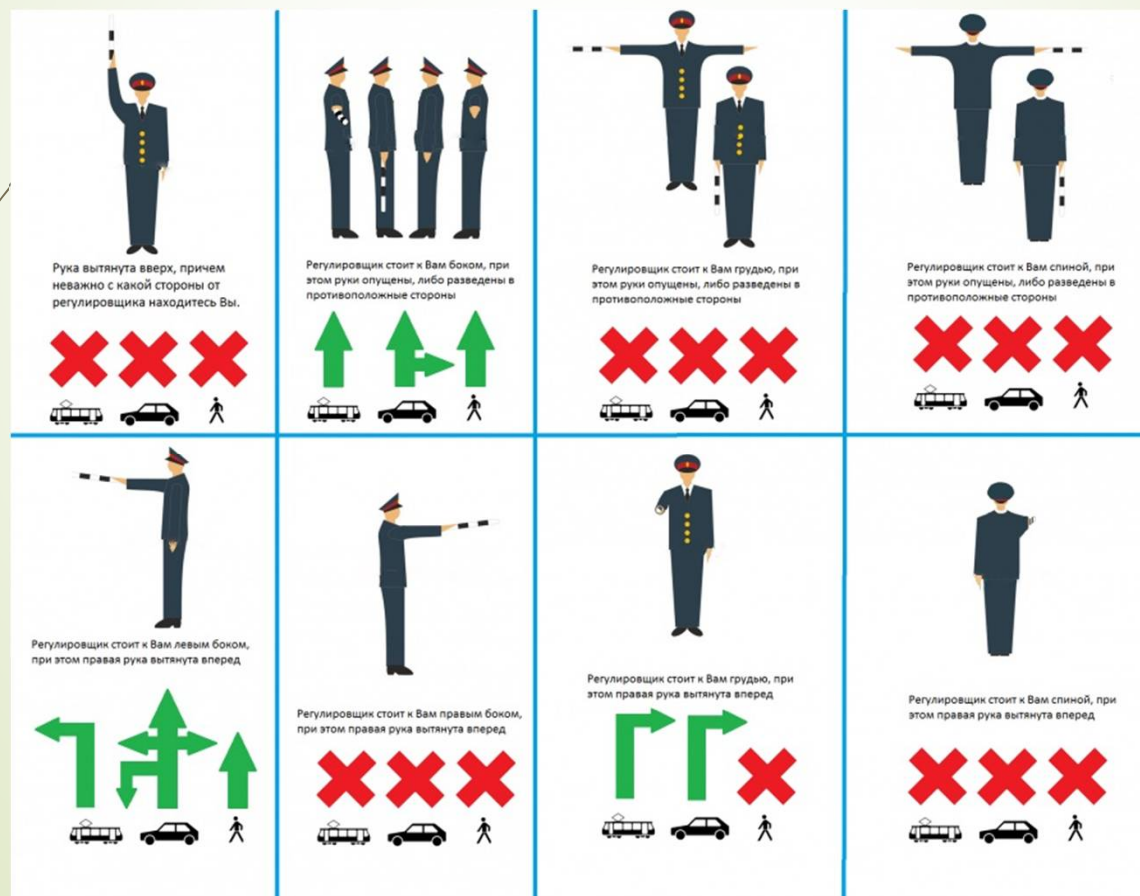 Рука вытянута вверх, причем
неважно с какой стороны от
регулировщика находитесь Вы.
Регулировщик стоит к Вам боком, при
этом руки опущены, либо разведены в
противоположные стороны
Регулировщик стоит к Вам грудью, при
этом руки опущены, либо разведены в
противоположные стороны
Регулировщик стоит к Вам спиной, при
этом руки опущены, либо разведены в
противоположные стороны
Регулировщик стоит к Вам левым боком,
при этом правая рука вытянута вперед
Регулировщик стоит к Вам правым боком,
при этом правая рука вытянута вперед
Регулировщик стоит к Вам грудью, при
этом правая рука вытянута вперед
Регулировщик стоит к Вам спиной, при
этом правая рука вытянута вперед